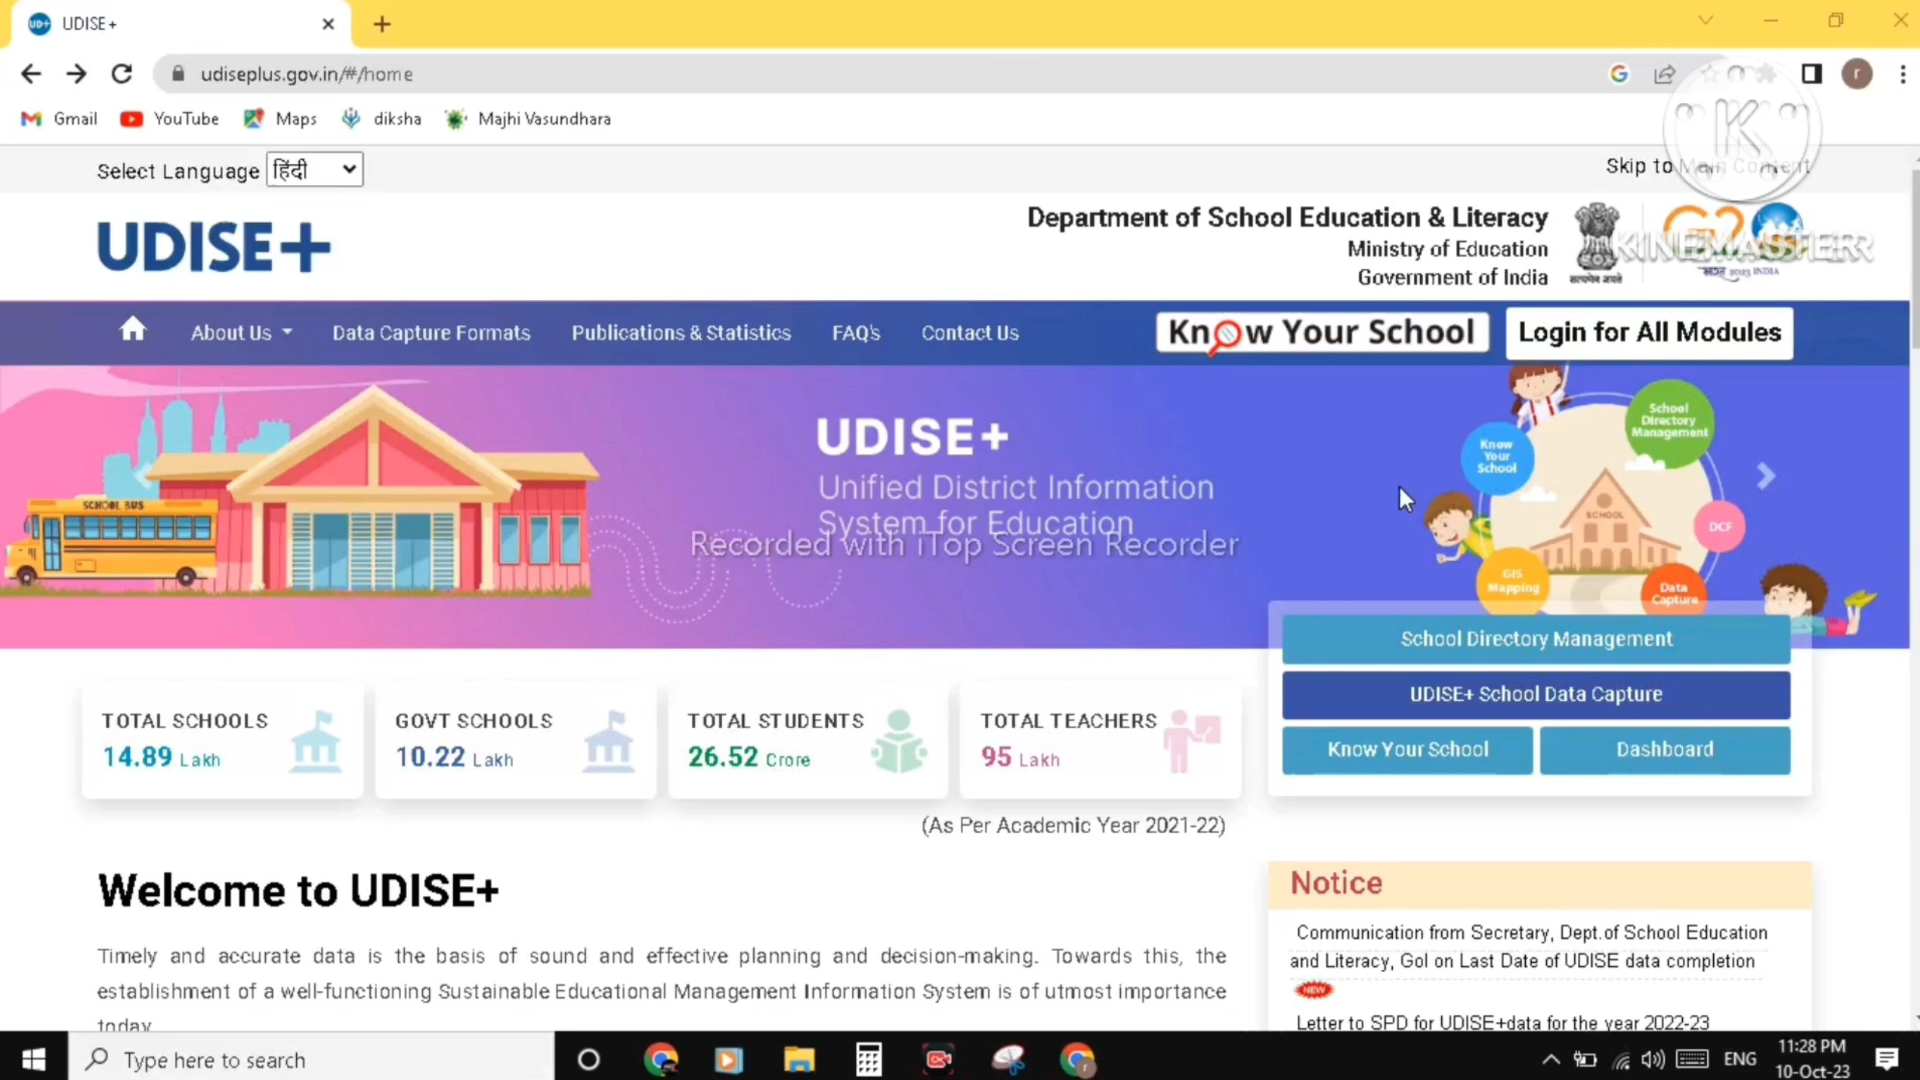 UDISE+
udiseplus.gov.in/#/home
r
Gmail
YouTube
Maps
diksha
Majhi Vasundhara
Select Language हिंदी
Skip to Main Content
K
UDISE+
Department of School Education & Literacy
Ministry of Education
Government of India
सत्यमेव जयते
2023 INDIA
KINEMASTER
About Us
Data Capture Formats
Publications & Statistics
FAQ's
Contact Us
Know Your School
Login for All Modules
SCHOOL BUS
UDISE+
Unified District Information
System for Education
Recorded with iTop Screen Recorder
Know
Your
School
School
Directory
Management
SCHOOL
DCF
GIS
Mapping
Data
Capture
School Directory Management
UDISE+ School Data Capture
Know Your School
Dashboard
TOTAL SCHOOLS
14.89 Lakh
GOVT SCHOOLS
10.22 Lakh
TOTAL STUDENTS
26.52 Crore
TOTAL TEACHERS
95 Lakh
(As Per Academic Year 2021-22)
Welcome to UDISE+
Timely and accurate data is the basis of sound and effective planning and decision-making. Towards this, the
establishment of a well-functioning Sustainable Educational Management Information System is of utmost importance
today
Notice
Communication from Secretary, Dept.of School Education
and Literacy, GoI on Last Date of UDISE data completion
NEW
Letter to SPD for UDISE+data for the year 2022-23
Type here to search
ENG
11:28 PM
10-Oct-23